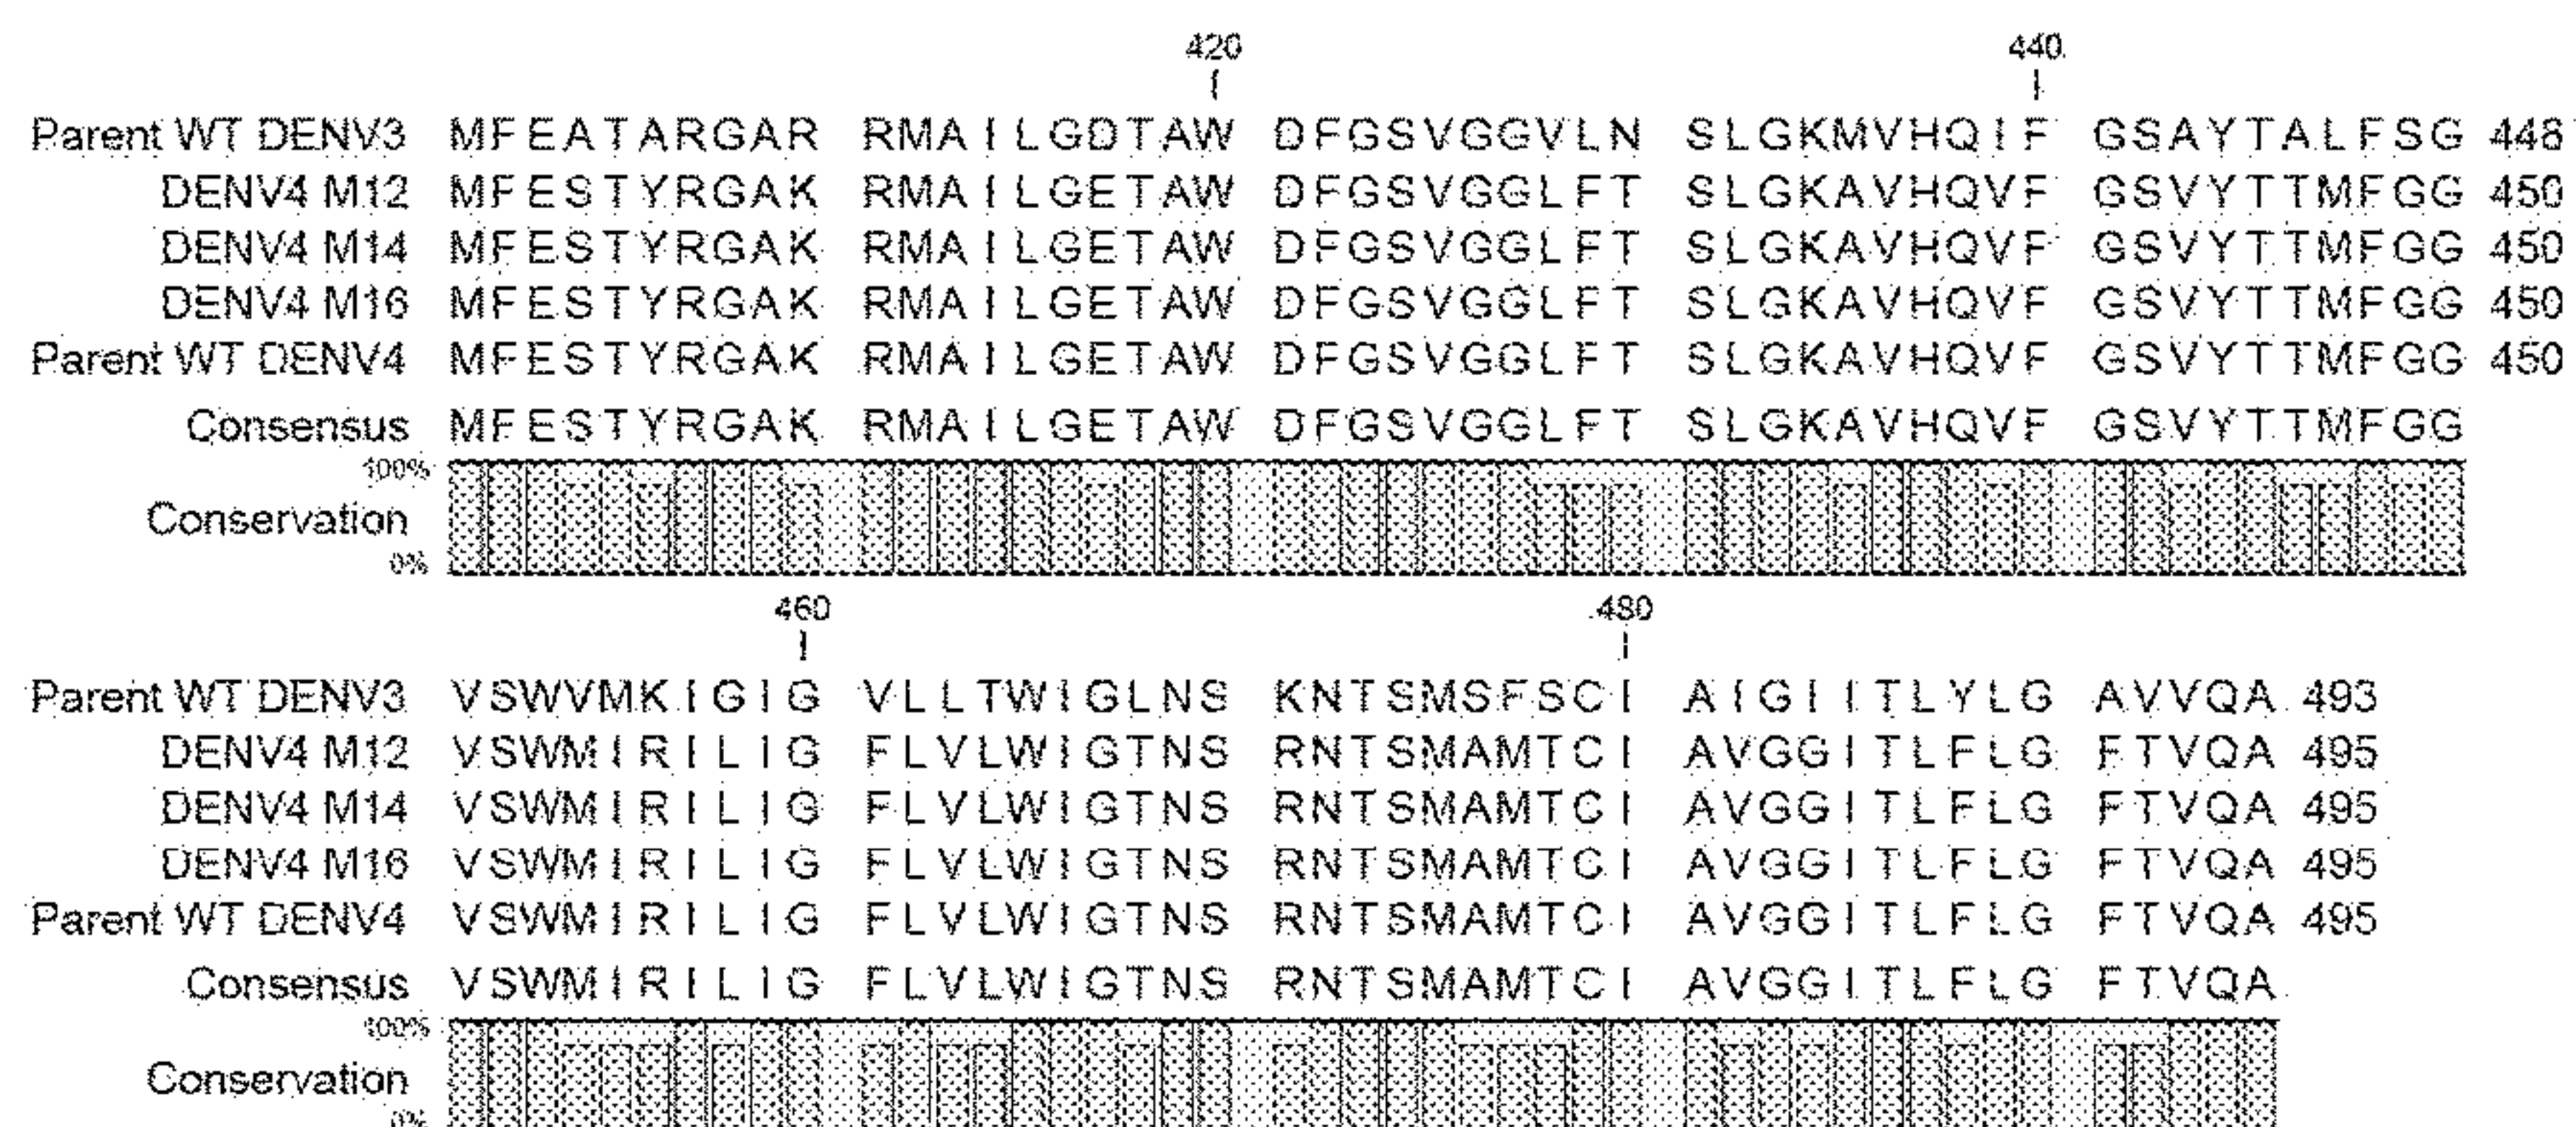 420 440
Parent WT DENV3 MFEATARGAR RMAILGDTAW DFGSVGGVLN SLGKMVHQIF GSAYTALFSG 448
DENV4 M12 MFESTYRGAK RMAILGETAW DFGSVGGLFT SLGKAVHQVF GSVYTTMFGG 450
DENV4 M14 MFESTYRGAK RMAILGETAW DFGSVGGLFT SLGKAVHQVF GSVYTTMFGG 450
DENV4 M16 MFESTYRGAK RMAILGETAW DFGSVGGLFT SLGKAVHQVF GSVYTTMFGG 450
Parent WT DENV4 MFESTYRGAK RMAILGETAW DFGSVGGLFT SLGKAVHQVF GSVYTTMFGG 450
Consensus MFESTYRGAK RMAILGETAW DFGSVGGLFT SLGKAVHQVF GSVYTTMFGG
100%
Conservation
0%
460 480
Parent WT DENV3 VSWVMKIGIG VLLTWIGLNS KNTSMSFSCI AIGIITLYLG AVVQA 493
DENV4 M12 VSWMIRILIG FLVLWIGTNS RNTSMAMTCI AVGGITLFLG FTVQA 495
DENV4 M14 VSWMIRILIG FLVLWIGTNS RNTSMAMTCI AVGGITLFLG FTVQA 495
DENV4 M16 VSWMIRILIG FLVLWIGTNS RNTSMAMTCI AVGGITLFLG FTVQA 495
Parent WT DENV4 VSWMIRILIG FLVLWIGTNS RNTSMAMTCI AVGGITLFLG FTVQA 495
Consensus VSWMIRILIG FLVLWIGTNS RNTSMAMTCI AVGGITLFLG FTVQA
100%
Conservation
0%